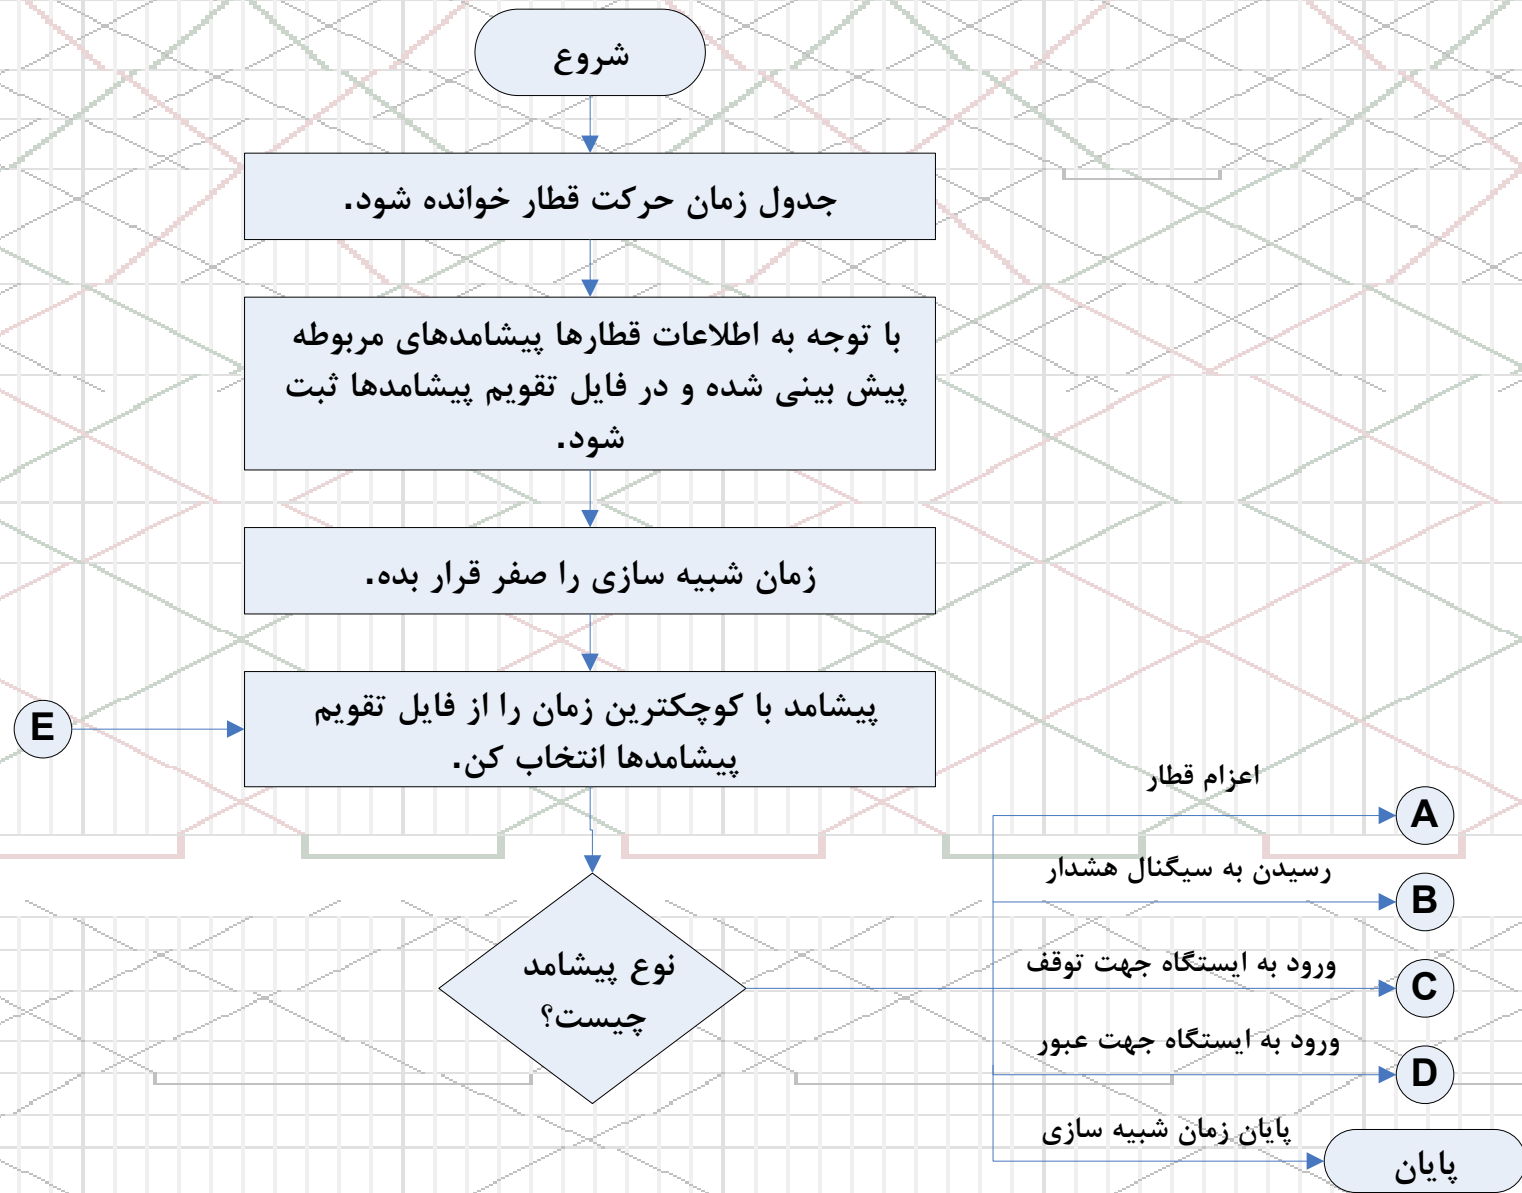 شروع
جدول زمان حرکت قطار خوانده شود.
با توجه به اطلاعات قطارها پیشامدهای مربوطه
پیش بینی شده و در فایل تقویم پیشامدها ثبت
شود.
زمان شبیه سازی را صفر قرار بده.
E
پیشامد با کوچکترین زمان را از فایل تقویم
پیشامدها انتخاب کن.
نوع پیشامد
چیست؟
اعزام قطار
A
رسیدن به سیگنال هشدار
B
ورود به ایستگاه جهت توقف
C
ورود به ایستگاه جهت عبور
D
پایان زمان شبیه سازی
پایان